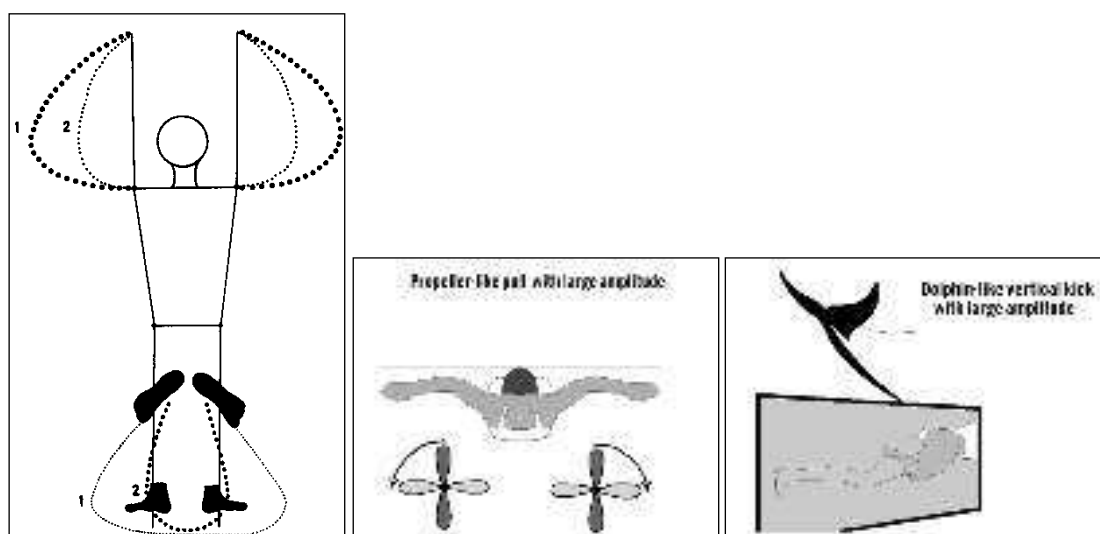 1
2
1
2
Propeller-like pull with large amplitude
Dolphin-like vertical kick
with large amplitude